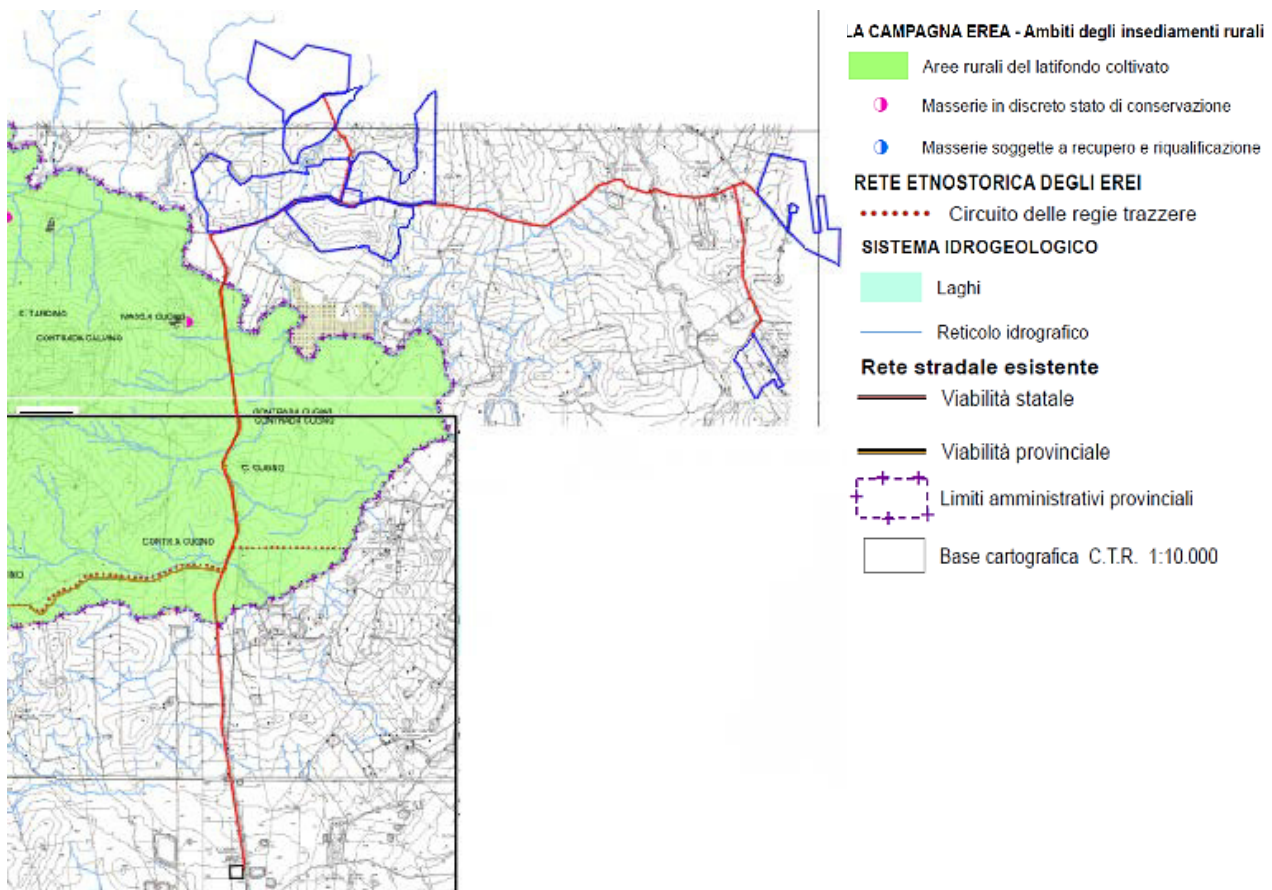 LA CAMPAGNA EREA - Ambiti degli insediamenti rurali
Aree rurali del latifondo coltivato
Masserie in discreto stato di conservazione
Masserie soggette a recupero e riqualificazione
RETE ETNOSTORICA DEGLI EREI
Circuito delle regie trazzere
SISTEMA IDROGEOLOGICO
Laghi
Reticolo idrografico
Rete stradale esistente
Viabilità statale
Viabilità provinciale
Limiti amministrativi provinciali
Base cartografica C.T.R. 1:10.000
CONTRADA CUGNO
CONTRADA CUGNO
C. CUGNO